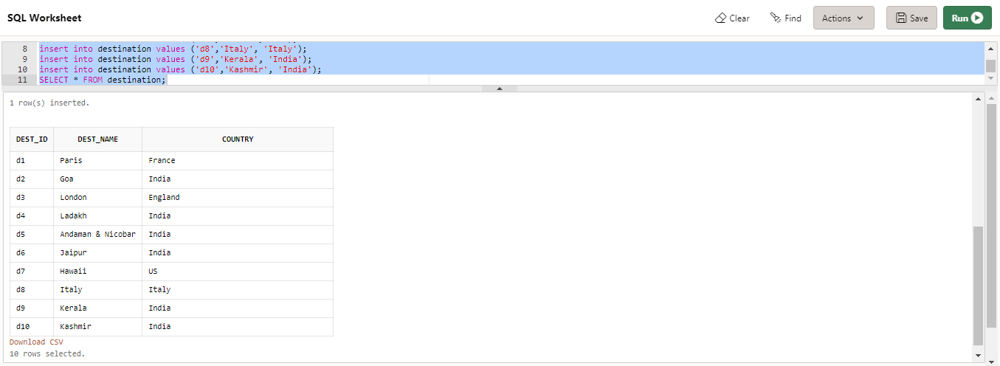 SQL Worksheet
Clear
Find
Actions
Save
Run
8 insert into destination values ('d8','Italy', 'Italy');
9 insert into destination values ('d9','Kerala', 'India');
10 insert into destination values ('d10','Kashmir', 'India');
11 SELECT * FROM destination;
1 row(s) inserted.
DEST_ID DEST_NAME COUNTRY
d1 Paris France
d2 Goa India
d3 London England
d4 Ladakh India
d5 Andaman & Nicobar India
d6 Jaipur India
d7 Hawaii US
d8 Italy Italy
d9 Kerala India
d10 Kashmir India
Download CSV
10 rows selected.